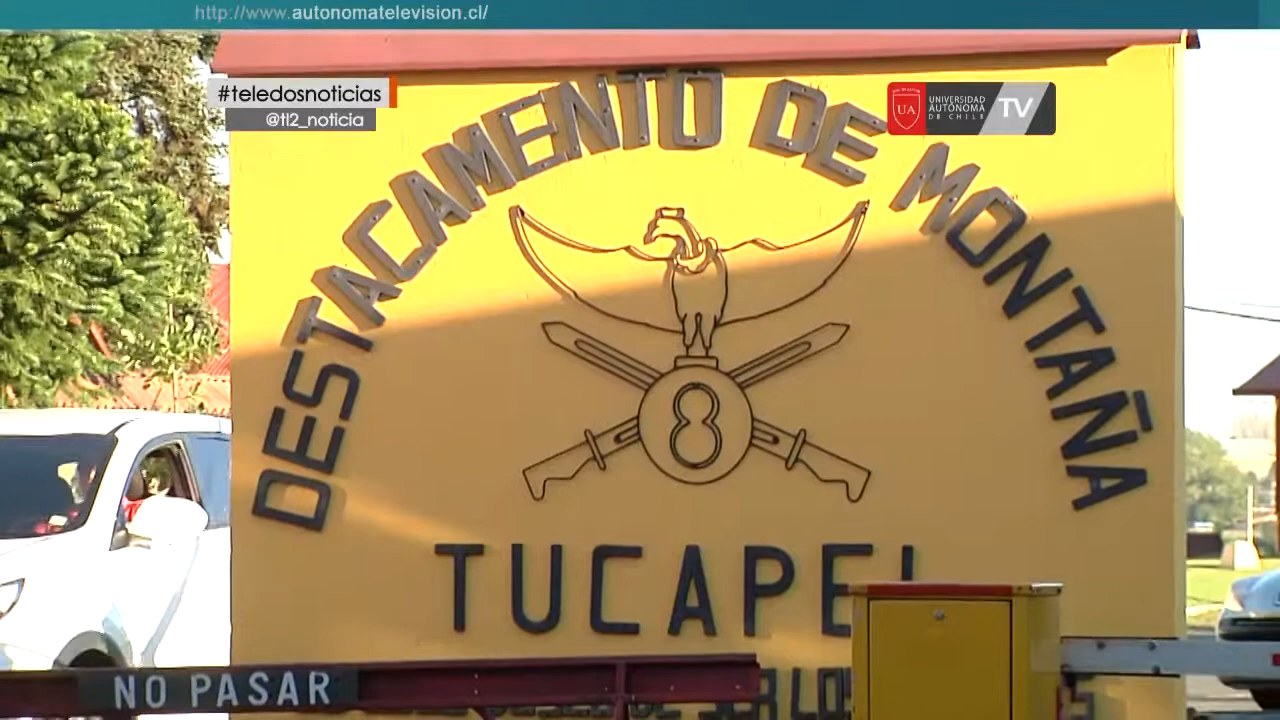 http://www.autonomatelevision.cl/
#teledosnoticias
@tl2_noticia
UA
UNIVERSIDAD
AUTÓNOMA
DE CHILE
TV
DESTACAMENTO DE MONTAÑA
8
TUCAPEL
NO PASAR